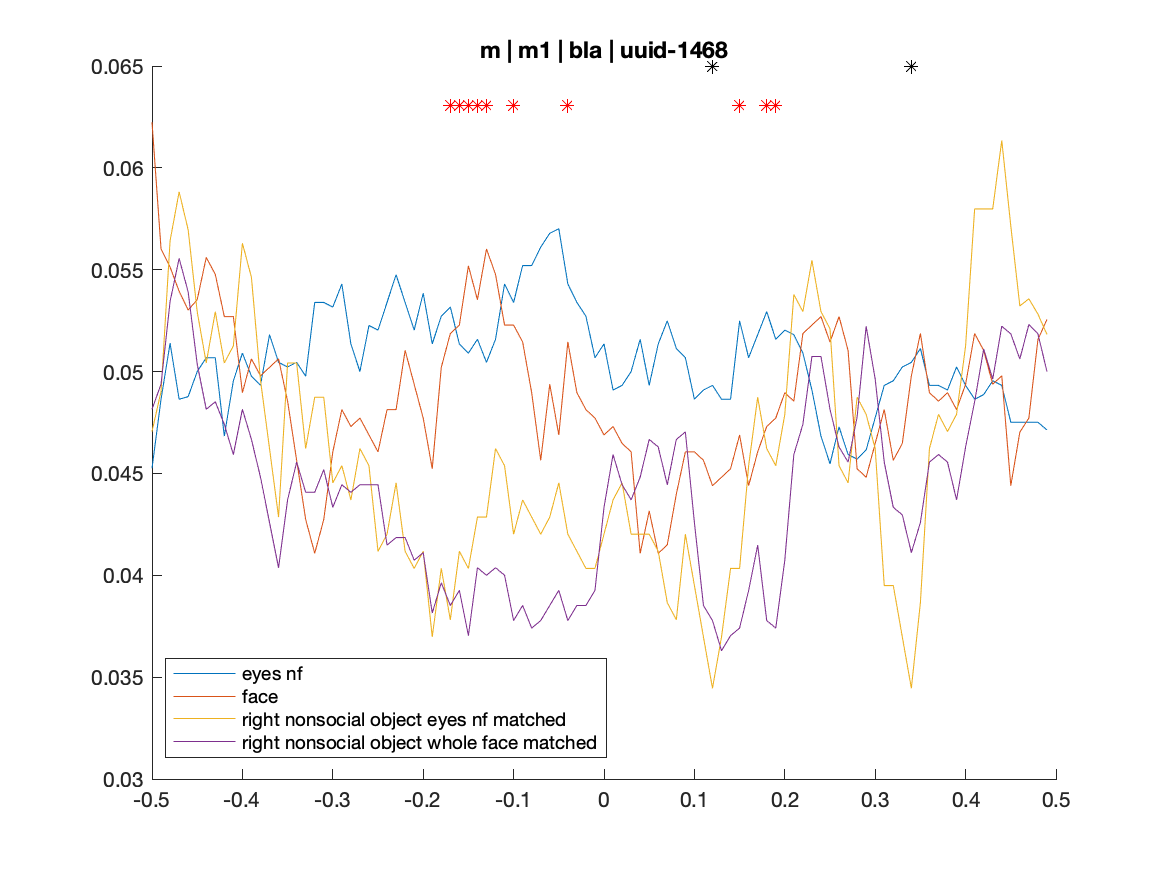 m | m1 | bla | uuid-1468
0.065
0.06
0.055
0.05
0.045
0.04
0.035
0.03
eyes nf
face
right nonsocial object eyes nf matched
right nonsocial object whole face matched
-0.5 -0.4 -0.3 -0.2 -0.1 0 0.1 0.2 0.3 0.4 0.5